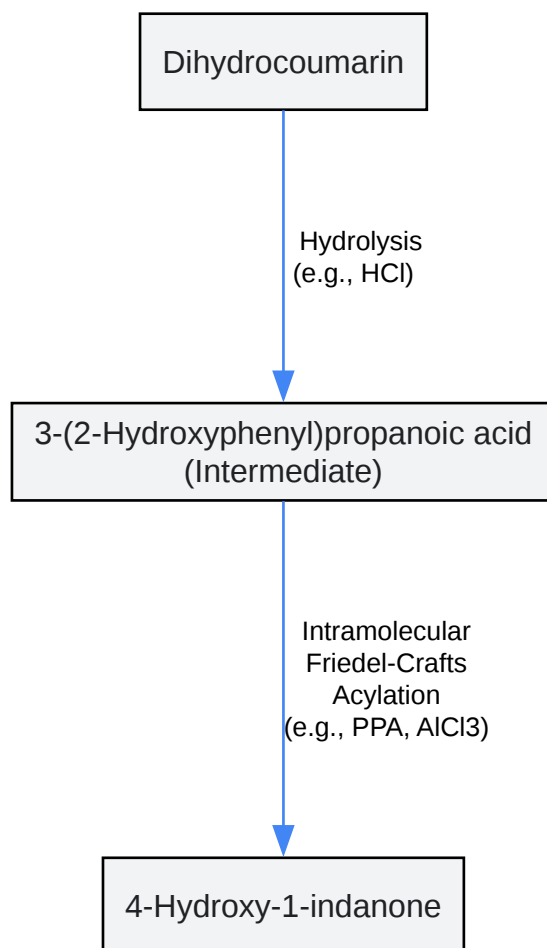 Dihydrocoumarin
Hydrolysis
(e.g., HCl)
3-(2-Hydroxyphenyl)propanoic acid
(Intermediate)
Intramolecular
Friedel-Crafts
Acylation
(e.g., PPA, AlCl3)
4-Hydroxy-1-indanone